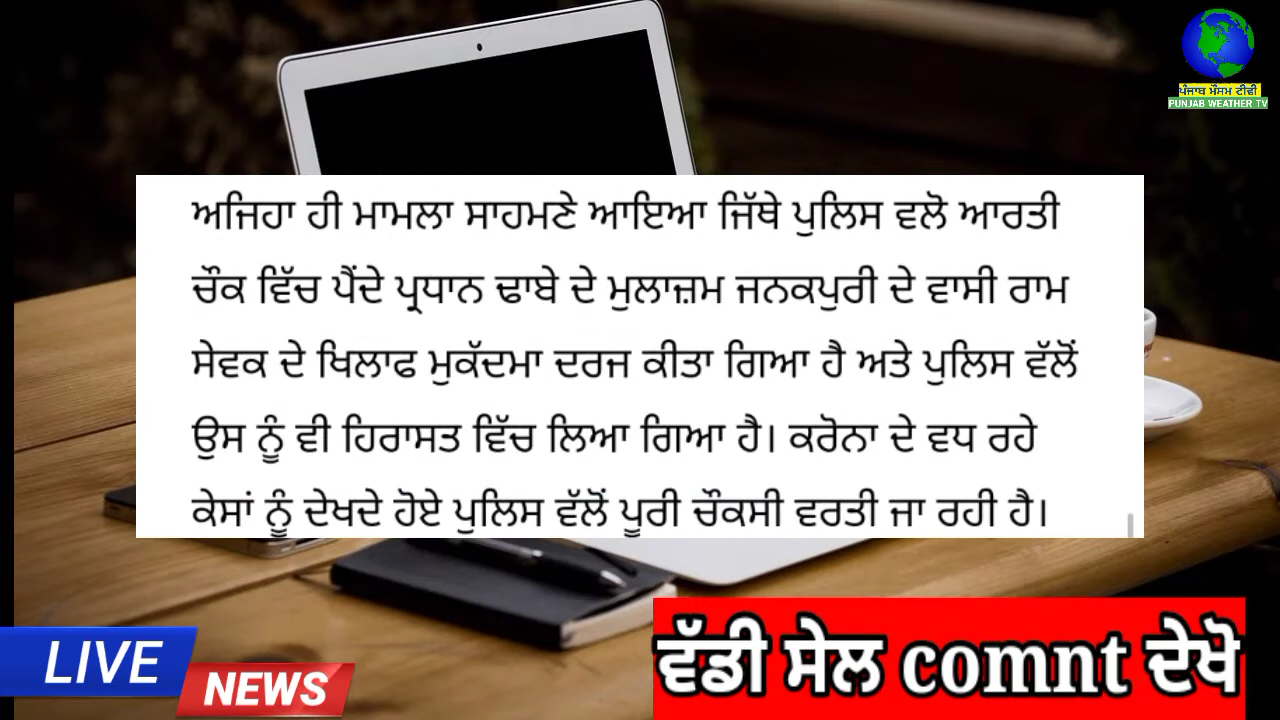 ਪੰਜਾਬ ਮੌਸਮ ਟੀਵੀ
PUNJAB WEATHER TV
ਅਜਿਹਾ ਹੀ ਮਾਮਲਾ ਸਾਹਮਣੇ ਆਇਆ ਜਿੱਥੇ ਪੁਲਿਸ ਵਲੋ ਆਰਤੀ
ਚੌਕ ਵਿੱਚ ਪੈਂਦੇ ਪ੍ਰਧਾਨ ਢਾਬੇ ਦੇ ਮੁਲਾਜ਼ਮ ਜਨਕਪੁਰੀ ਦੇ ਵਾਸੀ ਰਾਮ
ਸੇਵਕ ਦੇ ਖਿਲਾਫ ਮੁਕੱਦਮਾ ਦਰਜ ਕੀਤਾ ਗਿਆ ਹੈ ਅਤੇ ਪੁਲਿਸ ਵੱਲੋਂ
ਉਸ ਨੂੰ ਵੀ ਹਿਰਾਸਤ ਵਿੱਚ ਲਿਆ ਗਿਆ ਹੈ। ਕਰੋਨਾ ਦੇ ਵਧ ਰਹੇ
ਕੇਸਾਂ ਨੂੰ ਦੇਖਦੇ ਹੋਏ ਪੁਲਿਸ ਵੱਲੋਂ ਪੂਰੀ ਚੌਕਸੀ ਵਰਤੀ ਜਾ ਰਹੀ ਹੈ।
LIVE
NEWS
ਵੱਡੀ ਸੇਲ comnt ਦੇਖੋ